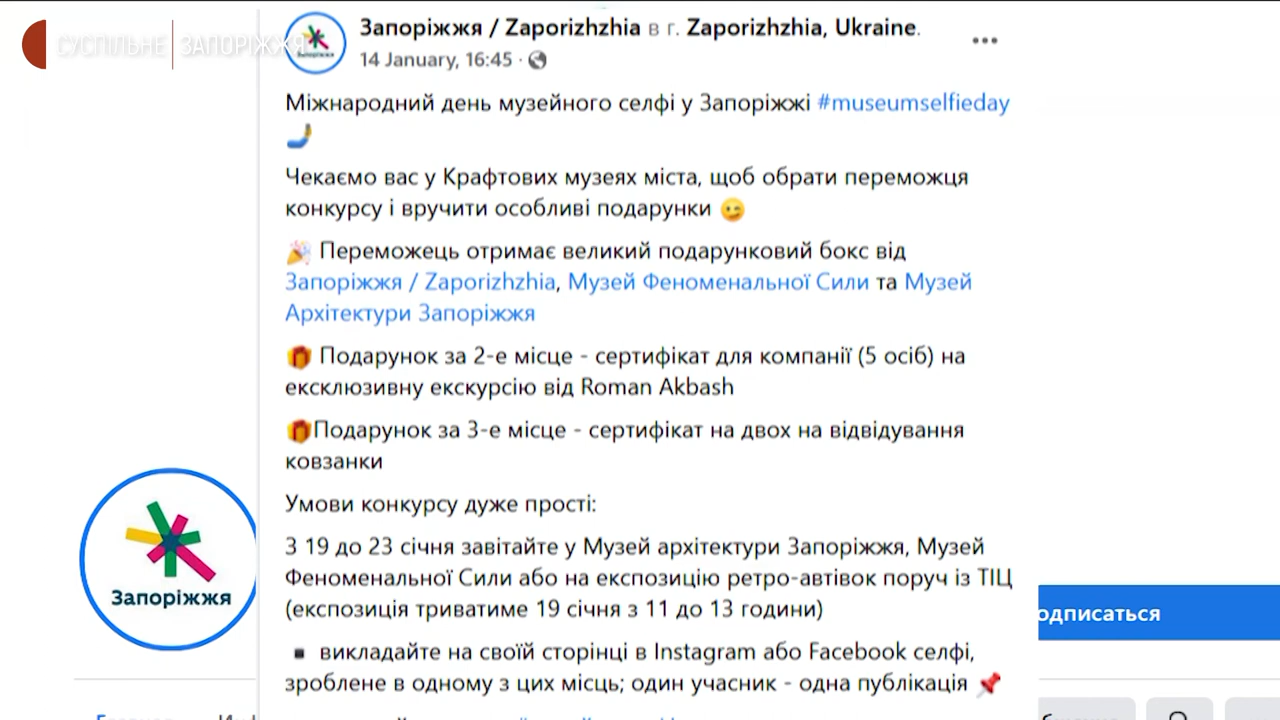 СУСПІЛЬНЕ ЗАПОРІЖЖЯ
Запоріжжя / Zaporizhzhia в г. Zaporizhzhia, Ukraine.
14 January, 16:45 ·
Міжнародний день музейного селфі у Запоріжжі #museumselfieday
🤳
Чекаємо вас у Крафтових музеях міста, щоб обрати переможця
конкурсу і вручити особливі подарунки 😉
🎉 Переможець отримає великий подарунковий бокс від
Запоріжжя / Zaporizhzhia, Музей Феноменальної Сили та Музей
Архітектури Запоріжжя
🎁 Подарунок за 2-е місце - сертифікат для компанії (5 осіб) на
ексклюзивну екскурсію від Roman Akbash
🎁Подарунок за 3-е місце - сертифікат на двох на відвідування
ковзанки
Умови конкурсу дуже прості:
З 19 до 23 січня завітайте у Музей архітектури Запоріжжя, Музей
Феноменальної Сили або на експозицію ретро-автівок поруч із ТІЦ
(експозиція триватиме 19 січня з 11 до 13 години)
▪ викладайте на своїй сторінці в Instagram або Facebook селфі,
зроблене в одному з цих місць; один учасник - одна публікація 📌
Запоріжжя
Запоріжжя
одписаться